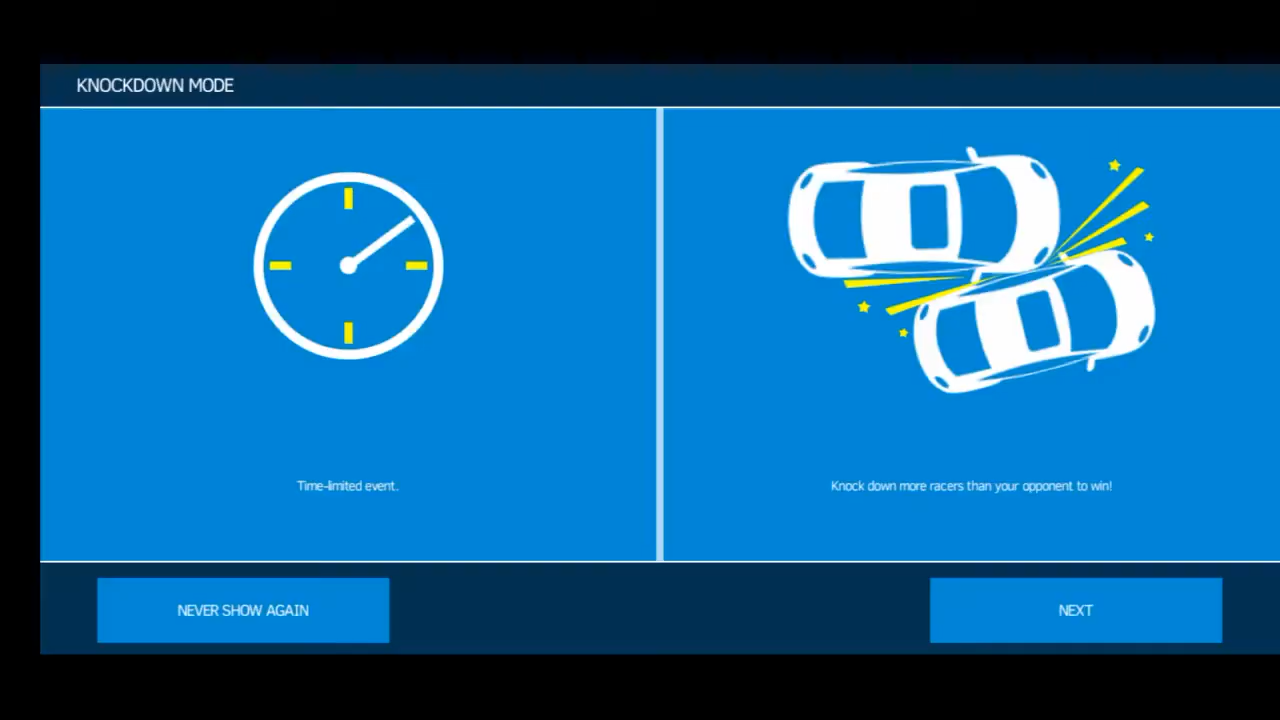 KNOCKDOWN MODE
Time-limited event.
Knock down more racers than your opponent to win!
NEVER SHOW AGAIN
NEXT